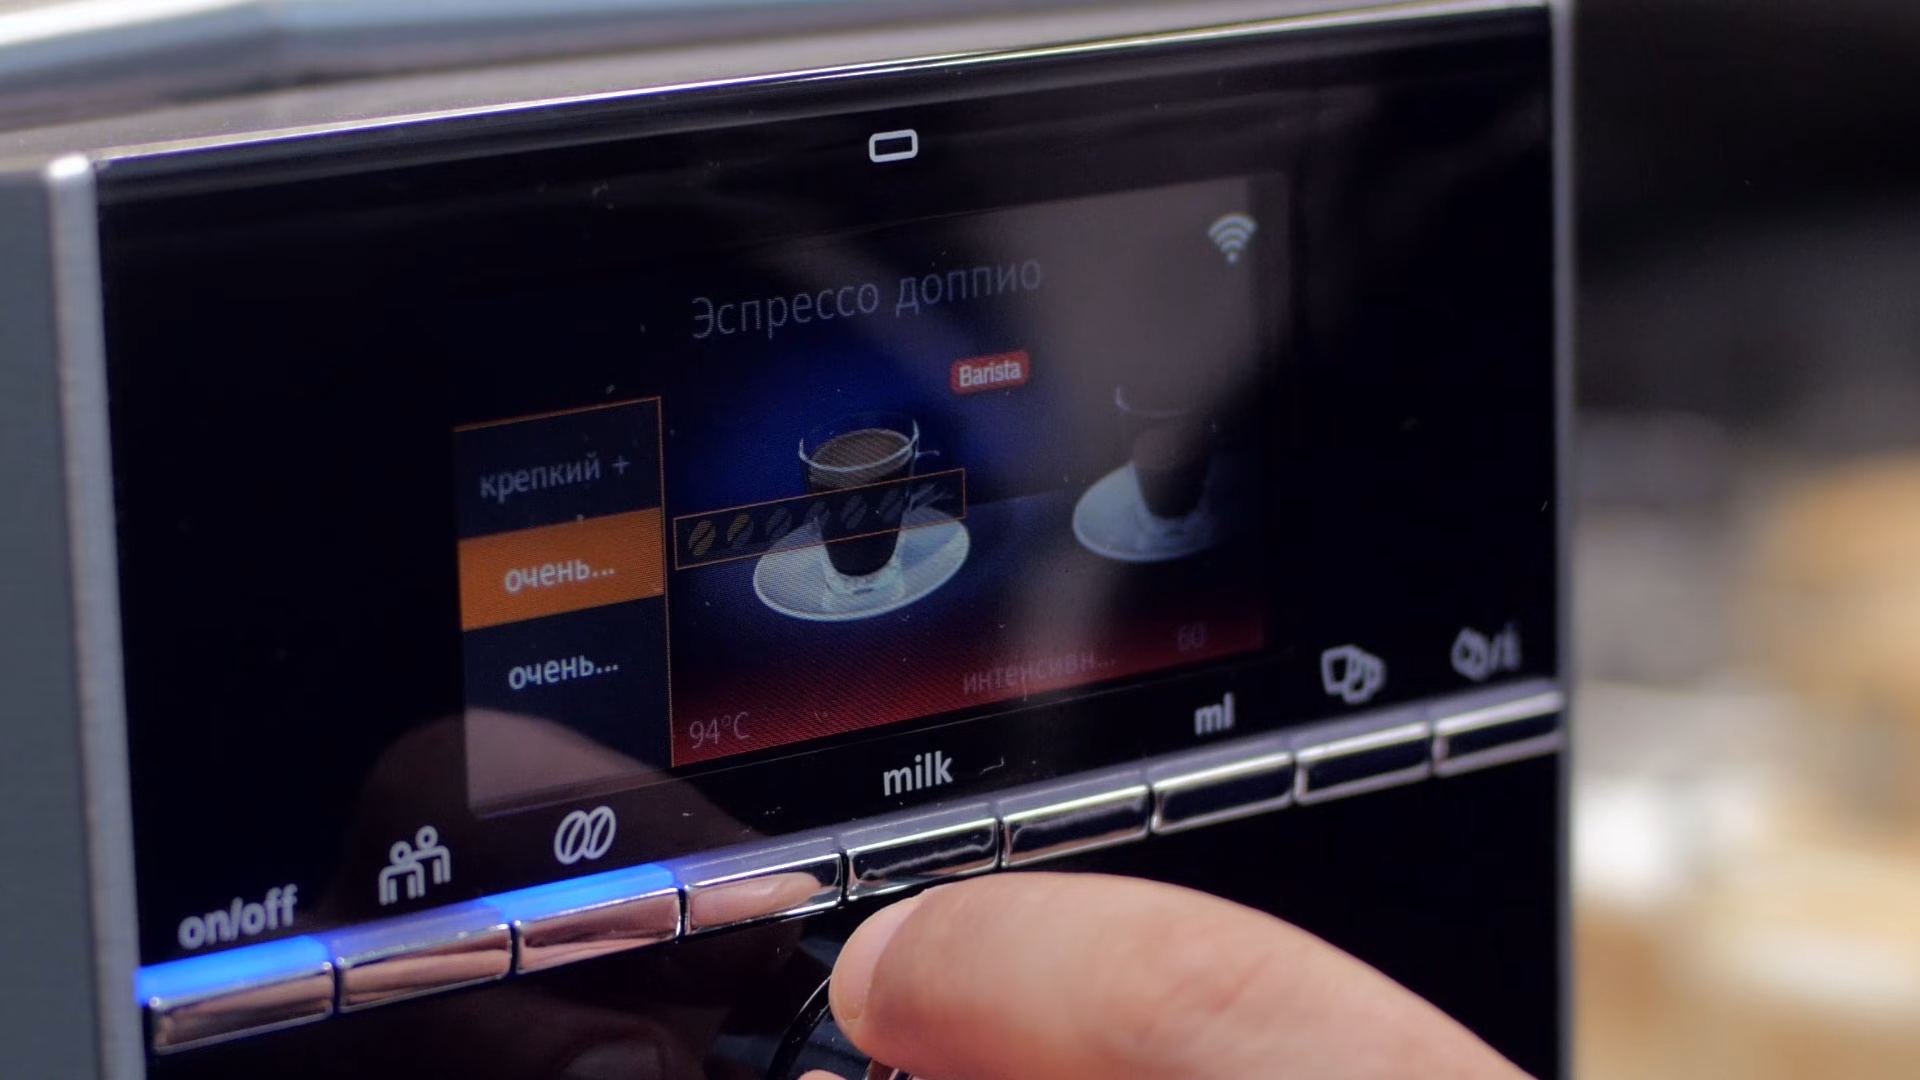 Эспрессо доппио
Barista
крепкий +
очень...
очень...
94°C
интенсивн...
60
on/off
milk
ml